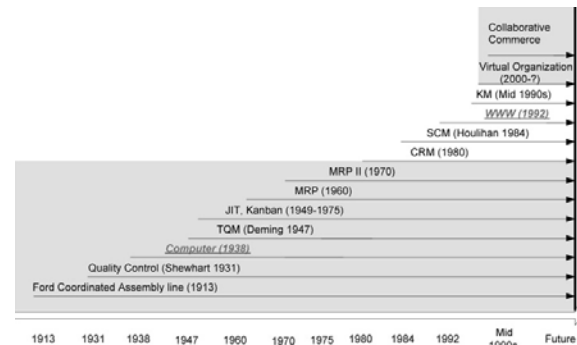 Collaborative
Commerce
Virtual Organization
(2000-?)
KM (Mid 1990s)
WWW (1992)
SCM (Houlihan 1984)
CRM (1980)
MRP II (1970)
MRP (1960)
JIT, Kanban (1949-1975)
TQM (Deming 1947)
Computer (1938)
Quality Control (Shewhart 1931)
Ford Coordinated Assembly line (1913)
1913 1931 1938 1947 1960 1970 1975 1980 1984 1992 Mid Future
1990s